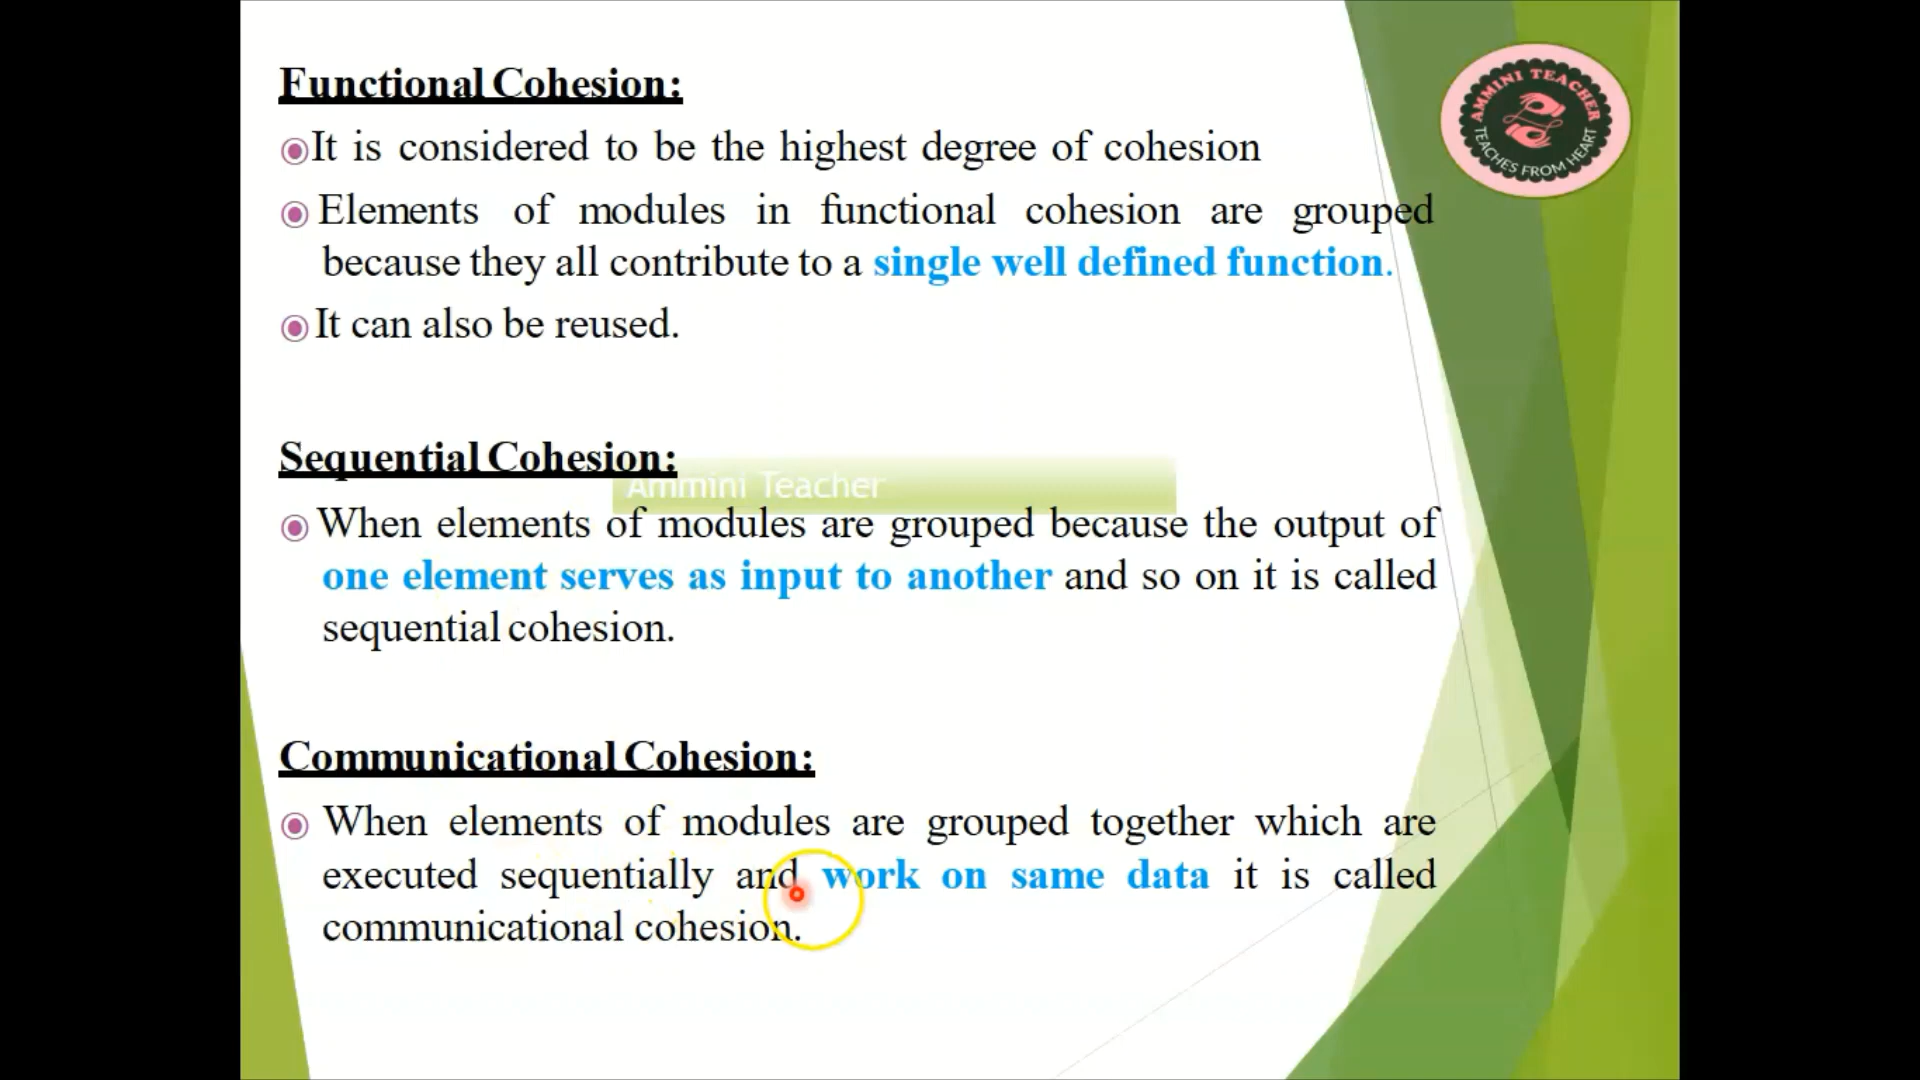 Functional Cohesion:
It is considered to be the highest degree of cohesion
Elements of modules in functional cohesion are grouped
because they all contribute to a single well defined function.
It can also be reused.
AMMINI TEACHER
TEACHES FROM HEART
Sequential Cohesion:
Ammini Teacher
When elements of modules are grouped because the output of
one element serves as input to another and so on it is called
sequential cohesion.
Communicational Cohesion:
When elements of modules are grouped together which are
executed sequentially and work on same data it is called
communicational cohesion.